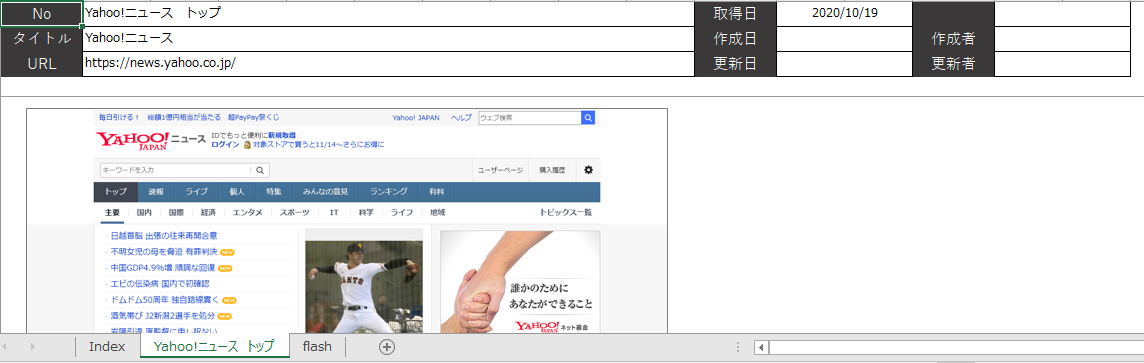 No Yahoo!ニュース　トップ 取得日 2020/10/19
タイトル Yahoo!ニュース 作成日 作成者
URL https://news.yahoo.co.jp/ 更新日 更新者
毎日引ける！ 総額1億円相当が当たる 超PayPay祭くじ Yahoo! JAPAN ヘルプ ウェブ検索
YAHOO! JAPAN ニュース IDでもっと便利に新規取得
ログイン 対象ストアで買うと11/14～さらにお得に
キーワードを入力 ユーザーページ 購入履歴
トップ 速報 ライブ 個人 特集 みんなの意見 ランキング 有料
主要 国内 国際 経済 エンタメ スポーツ IT 科学 ライフ 地域 トピックス一覧
日越首脳 出張の往来再開合意
不明女児の母を脅迫 有罪判決 NEW
中国GDP4.9%増 順調な回復 NEW
エビの伝染病 国内で初確認
ドムドム50周年 独自路線貫く NEW
酒気帯び J2新潟2選手を処分 NEW
GIANTS
誰かのために
あなたができること
YAHOO! JAPAN ネット募金
Index Yahoo!ニュース　トップ flash